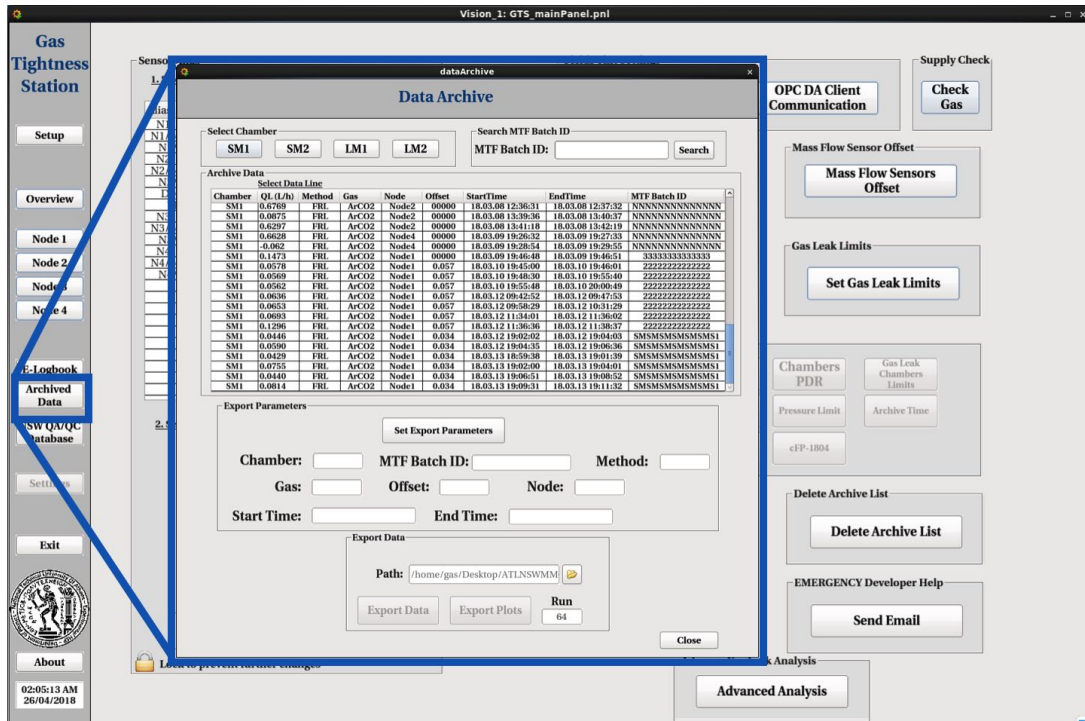 Vision_1: GTS_mainPanel.pnl
Gas
Tightness
Station
Setup
Overview
Node 1
Node 2
Node 4
E-Logbook
Archived
Data
NSW QA/QC
Database
Settings
Exit
About
02:05:13 AM
26/04/2018
dataArchive
Data Archive
Select Chamber
SM1 SM2 LM1 LM2
Search MTF Batch ID
MTF Batch ID: Search
Archive Data
Select Data Line
Chamber QL (L/h) Method Gas Node Offset StartTime EndTime MTF Batch ID
SM1 0.6769 FRL ArCO2 Node2 00000 18.03.08 12:36:31 18.03.08 12:37:32 NNNNNNNNNNNNNN
SM1 0.0875 FRL ArCO2 Node2 00000 18.03.08 13:39:36 18.03.08 13:40:37 NNNNNNNNNNNNNN
SM1 0.6297 FRL ArCO2 Node2 00000 18.03.08 13:41:18 18.03.08 13:42:19 NNNNNNNNNNNNNN
SM1 0.6628 FRL ArCO2 Node4 00000 18.03.09 19:26:32 18.03.09 19:27:33 NNNNNNNNNNNNNN
SM1 -0.062 FRL ArCO2 Node4 00000 18.03.09 19:28:54 18.03.09 19:29:55 NNNNNNNNNNNNNN
SM1 0.1473 FRL ArCO2 Node1 00000 18.03.09 19:46:48 18.03.09 19:46:51 33333333333333
SM1 0.0578 FRL ArCO2 Node1 0.057 18.03.10 19:45:00 18.03.10 19:46:01 22222222222222
SM1 0.0569 FRL ArCO2 Node1 0.057 18.03.10 19:48:30 18.03.10 19:55:40 22222222222222
SM1 0.0562 FRL ArCO2 Node1 0.057 18.03.10 19:55:48 18.03.10 20:00:49 22222222222222
SM1 0.0636 FRL ArCO2 Node1 0.057 18.03.12 09:42:52 18.03.12 09:47:53 22222222222222
SM1 0.0653 FRL ArCO2 Node1 0.057 18.03.12 09:58:29 18.03.12 10:31:29 22222222222222
SM1 0.0693 FRL ArCO2 Node1 0.057 18.03.12 11:34:01 18.03.12 11:36:02 22222222222222
SM1 0.1296 FRL ArCO2 Node1 0.057 18.03.12 11:36:36 18.03.12 11:38:37 22222222222222
SM1 0.0446 FRL ArCO2 Node1 0.034 18.03.12 19:02:02 18.03.12 19:04:03 SMSMSMSMSMSMS1
SM1 0.0590 FRL ArCO2 Node1 0.034 18.03.12 19:04:35 18.03.12 19:06:36 SMSMSMSMSMSMS1
SM1 0.0429 FRL ArCO2 Node1 0.034 18.03.13 18:59:38 18.03.13 19:01:39 SMSMSMSMSMSMS1
SM1 0.0755 FRL ArCO2 Node1 0.034 18.03.13 19:02:00 18.03.13 19:04:01 SMSMSMSMSMSMS1
SM1 0.0440 FRL ArCO2 Node1 0.034 18.03.13 19:06:51 18.03.13 19:08:52 SMSMSMSMSMSMS1
SM1 0.0814 FRL ArCO2 Node1 0.034 18.03.13 19:09:31 18.03.13 19:11:32 SMSMSMSMSMSMS1
Export Parameters
Set Export Parameters
Chamber: MTF Batch ID: Method:
Gas: Offset: Node:
Start Time: End Time:
Export Data
Path: /home/gas/Desktop/ATLNSWMM
Export Data Export Plots Run
64
Close
OPC DA Client
Communication
Supply Check
Check
Gas
Mass Flow Sensor Offset
Mass Flow Sensors
Offset
Gas Leak Limits
Set Gas Leak Limits
Chambers
PDR
Gas Leak
Chambers
Limits
Pressure Limit Archive Time
cFP-1804
Delete Archive List
Delete Archive List
EMERGENCY Developer Help
Send Email
Analysis
Advanced Analysis